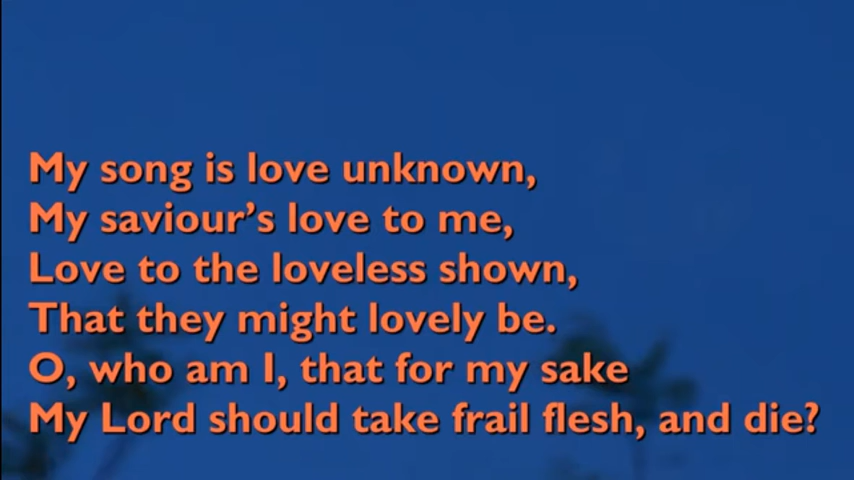 My song is love unknown,
My saviour's love to me,
Love to the loveless shown,
That they might lovely be.
O, who am I, that for my sake
My Lord should take frail flesh, and die?